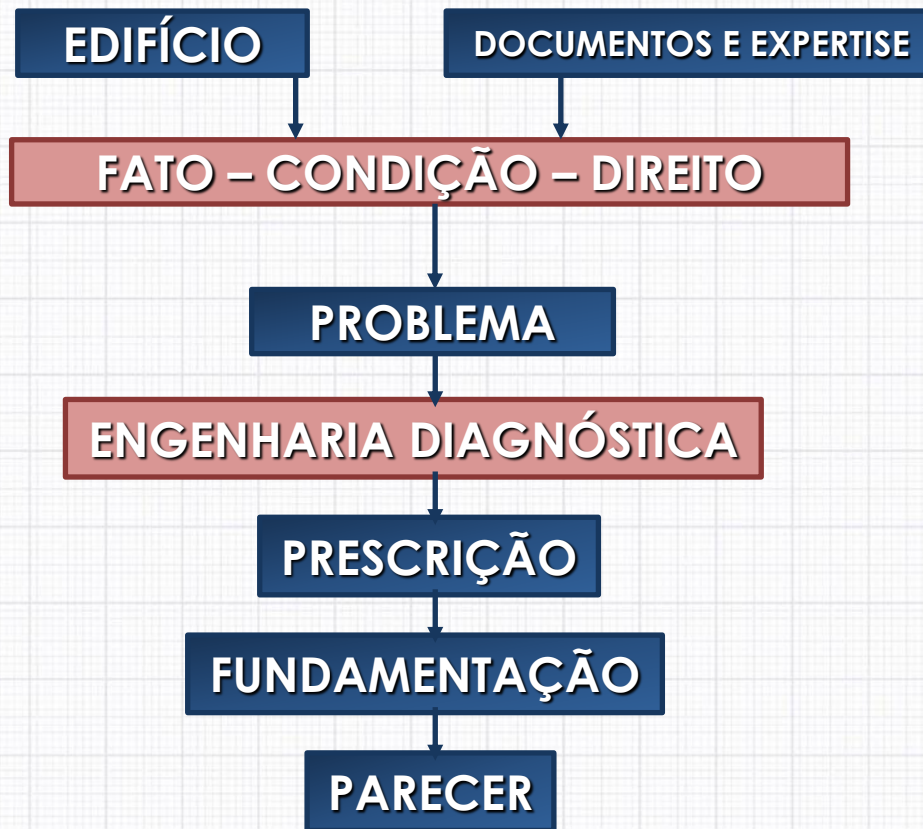 EDIFÍCIO
DOCUMENTOS E EXPERTISE
FATO – CONDIÇÃO – DIREITO
PROBLEMA
ENGENHARIA DIAGNÓSTICA
PRESCRIÇÃO
FUNDAMENTAÇÃO
PARECER